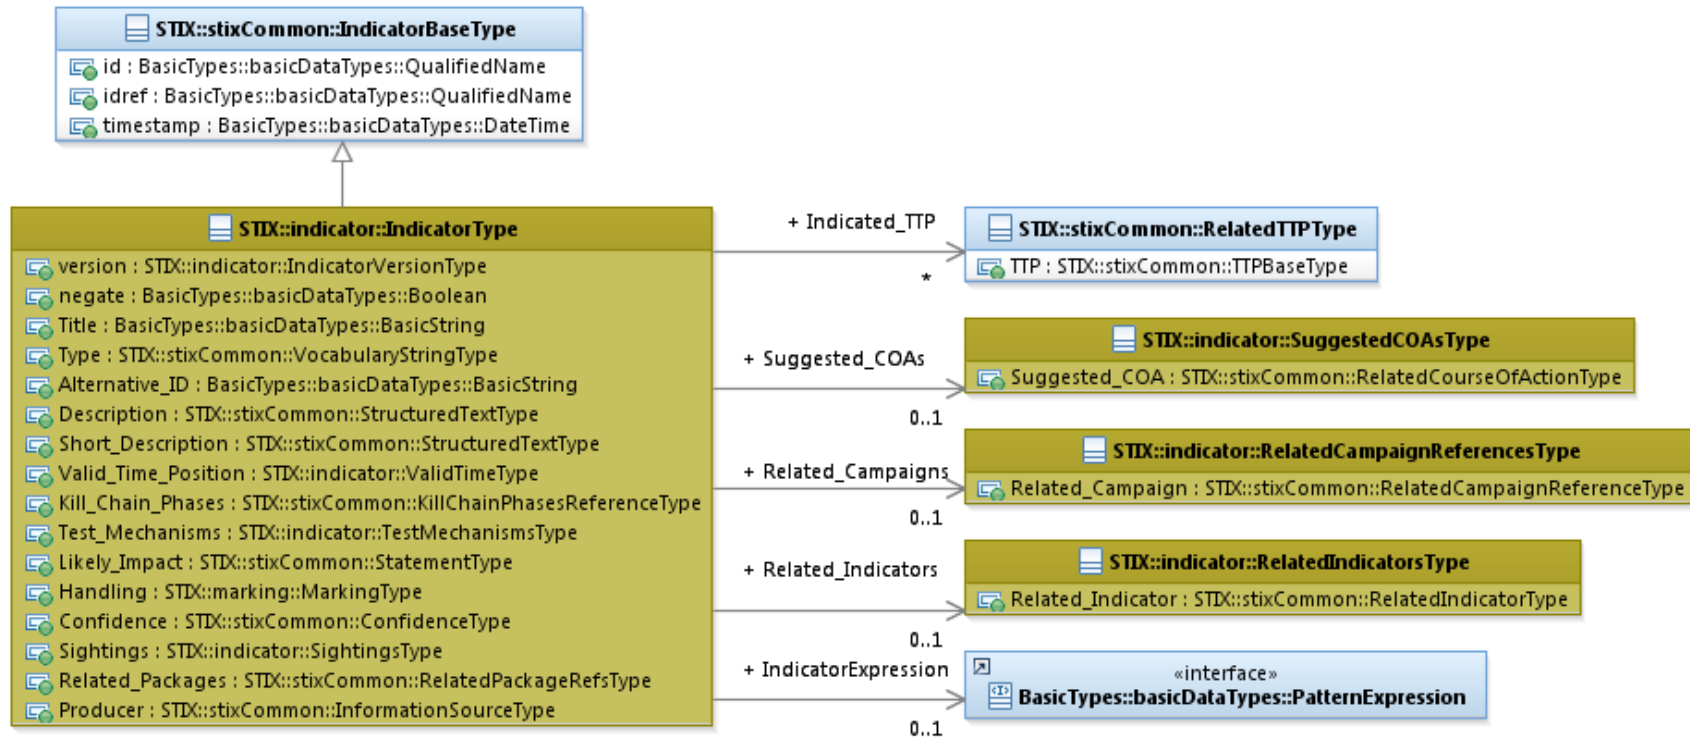 STIX::stixCommon::IndicatorBaseType
id : BasicTypes::basicDataTypes::QualifiedName
idref : BasicTypes::basicDataTypes::QualifiedName
timestamp : BasicTypes::basicDataTypes::DateTime
STIX::indicator::IndicatorType
version : STIX::indicator::IndicatorVersionType
negate : BasicTypes::basicDataTypes::Boolean
Title : BasicTypes::basicDataTypes::BasicString
Type : STIX::stixCommon::VocabularyStringType
Alternative_ID : BasicTypes::basicDataTypes::BasicString
Description : STIX::stixCommon::StructuredTextType
Short_Description : STIX::stixCommon::StructuredTextType
Valid_Time_Position : STIX::indicator::ValidTimeType
Kill_Chain_Phases : STIX::stixCommon::KillChainPhasesReferenceType
Test_Mechanisms : STIX::indicator::TestMechanismsType
Likely_Impact : STIX::stixCommon::StatementType
Handling : STIX::marking::MarkingType
Confidence : STIX::stixCommon::ConfidenceType
Sightings : STIX::indicator::SightingsType
Related_Packages : STIX::stixCommon::RelatedPackageRefsType
Producer : STIX::stixCommon::InformationSourceType
+ Indicated_TTP
*
STIX::stixCommon::RelatedTTPType
TTP : STIX::stixCommon::TTPBaseType
+ Suggested_COAs
0..1
STIX::indicator::SuggestedCOAsType
Suggested_COA : STIX::stixCommon::RelatedCourseOfActionType
+ Related_Campaigns
0..1
STIX::indicator::RelatedCampaignReferencesType
Related_Campaign : STIX::stixCommon::RelatedCampaignReferenceType
+ Related_Indicators
0..1
STIX::indicator::RelatedIndicatorsType
Related_Indicator : STIX::stixCommon::RelatedIndicatorType
+ IndicatorExpression
0..1
«interface»
BasicTypes::basicDataTypes::PatternExpression